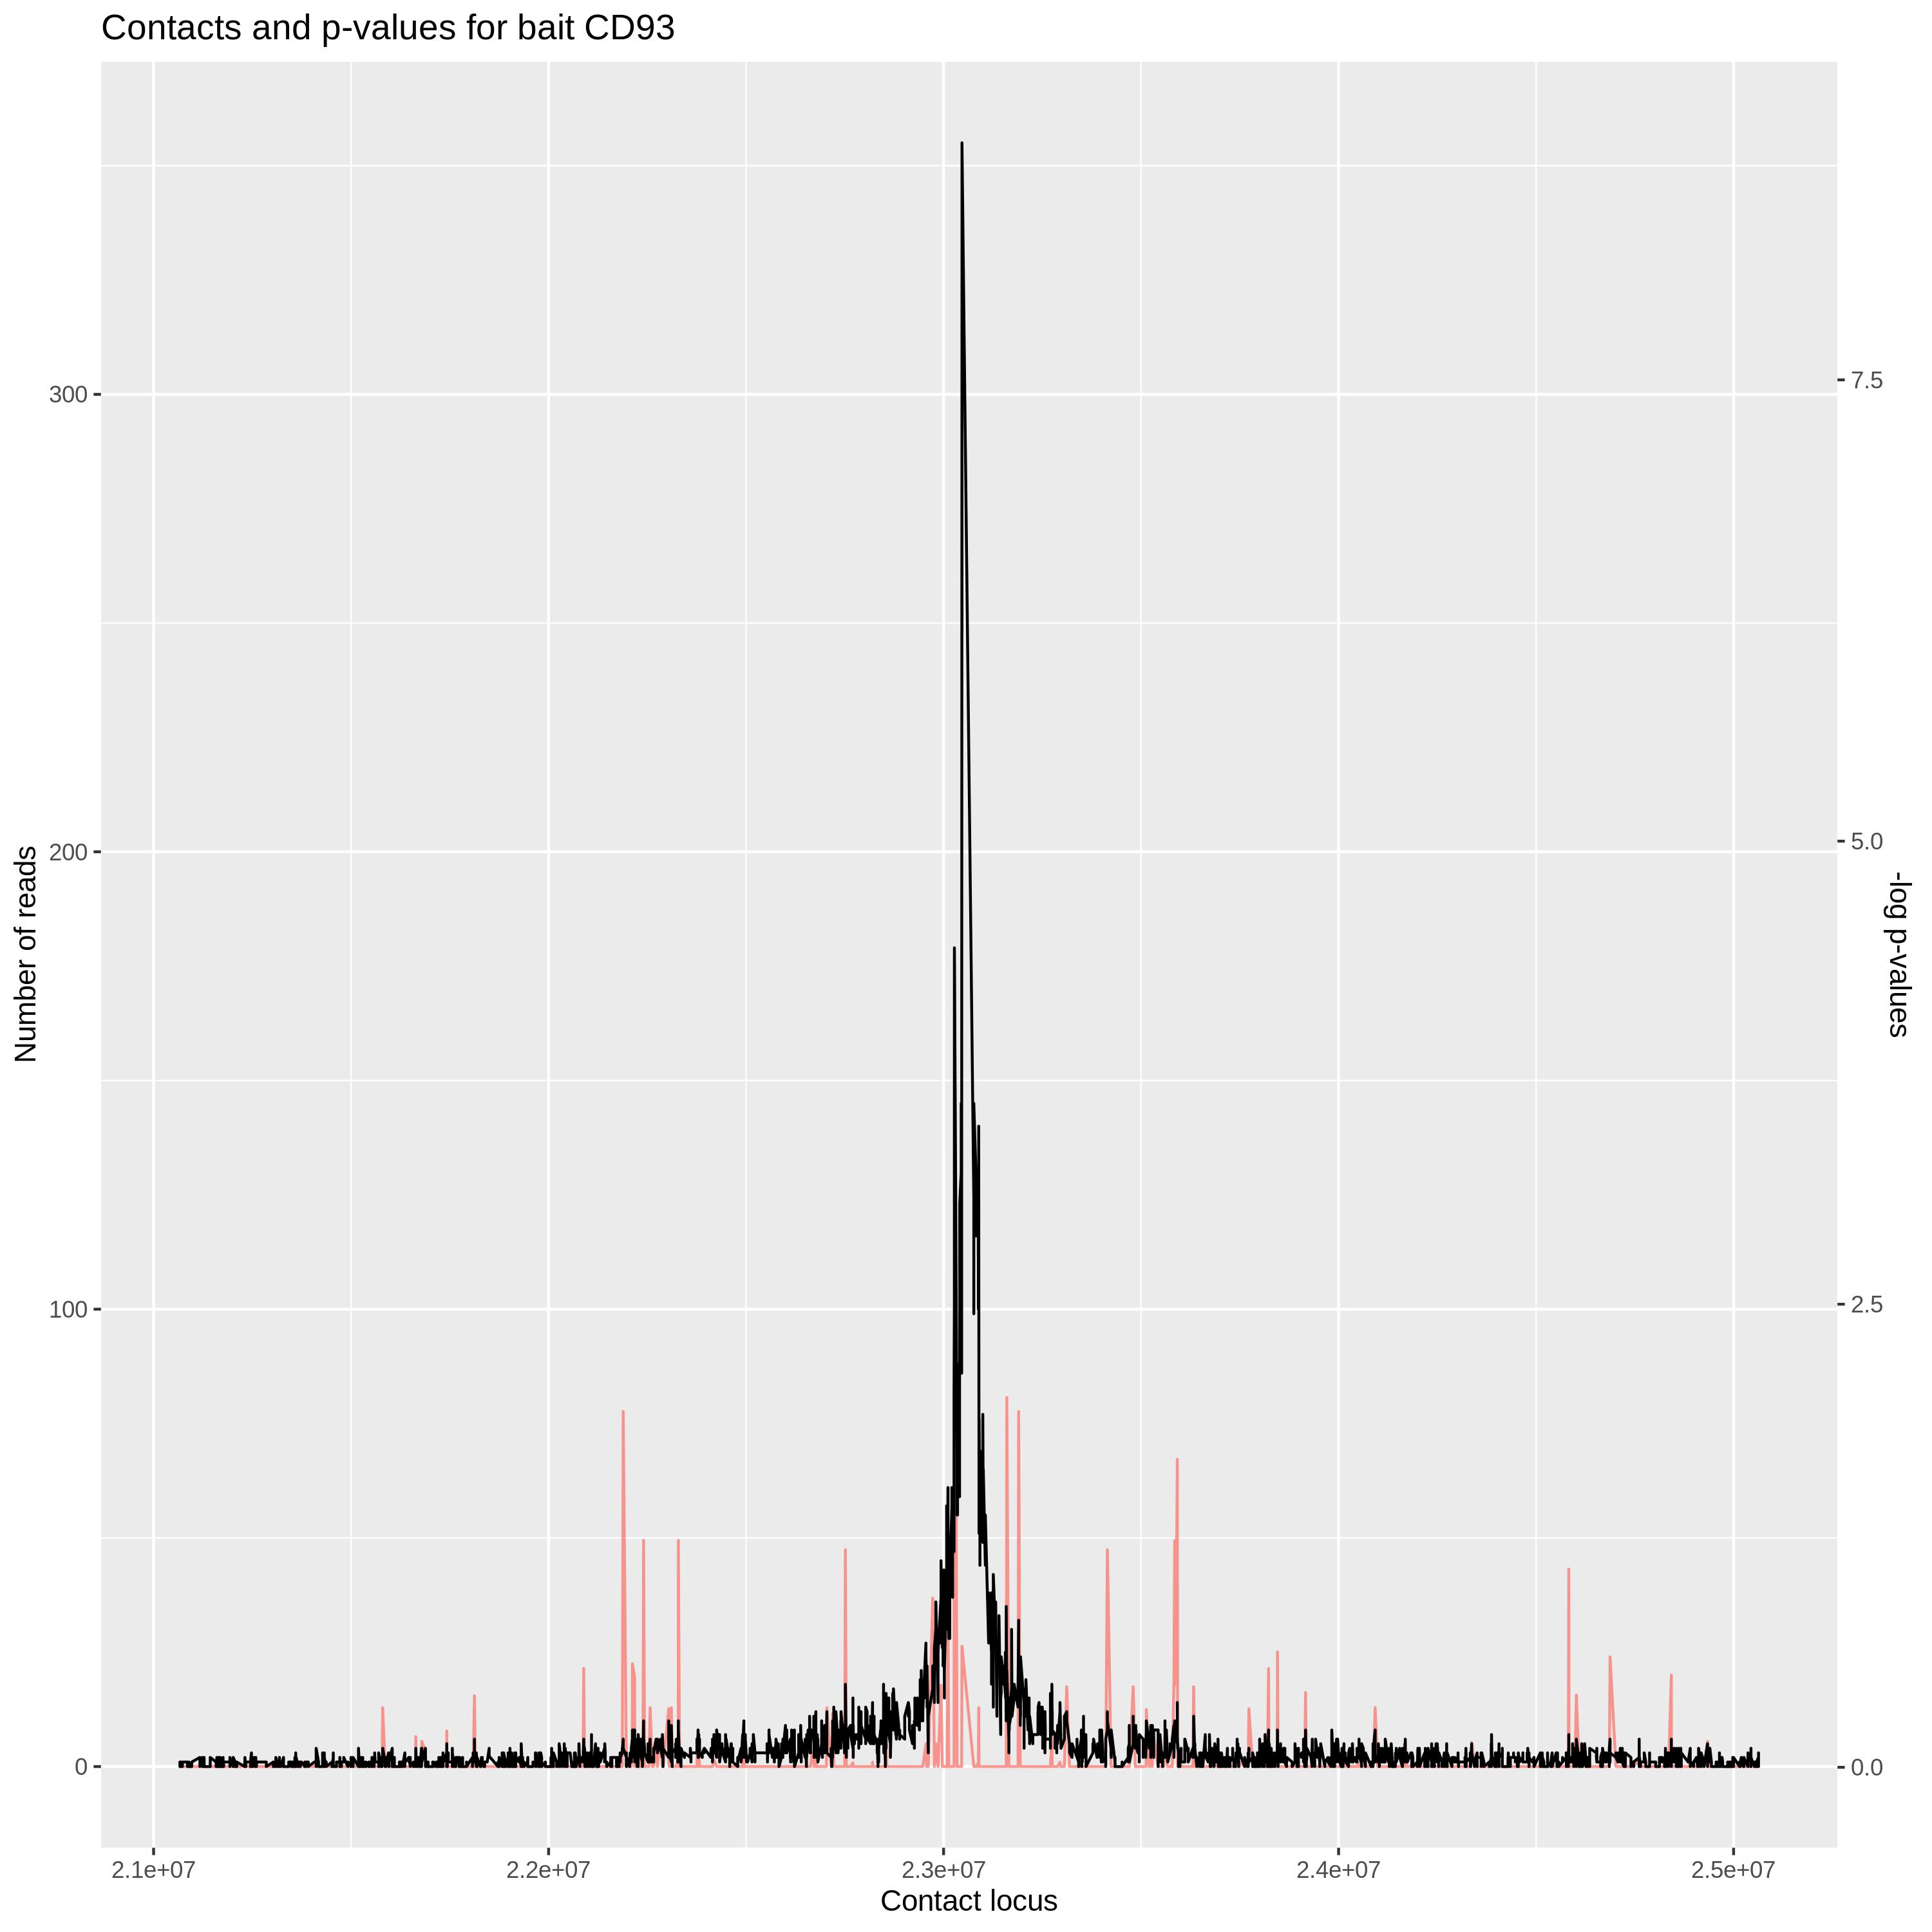 Contacts and p-values for bait CD93
300
200
100
0
Number of reads
7.5
5.0
2.5
0.0
-log p-values
2.1e+07 2.2e+07 2.3e+07 2.4e+07 2.5e+07
Contact locus